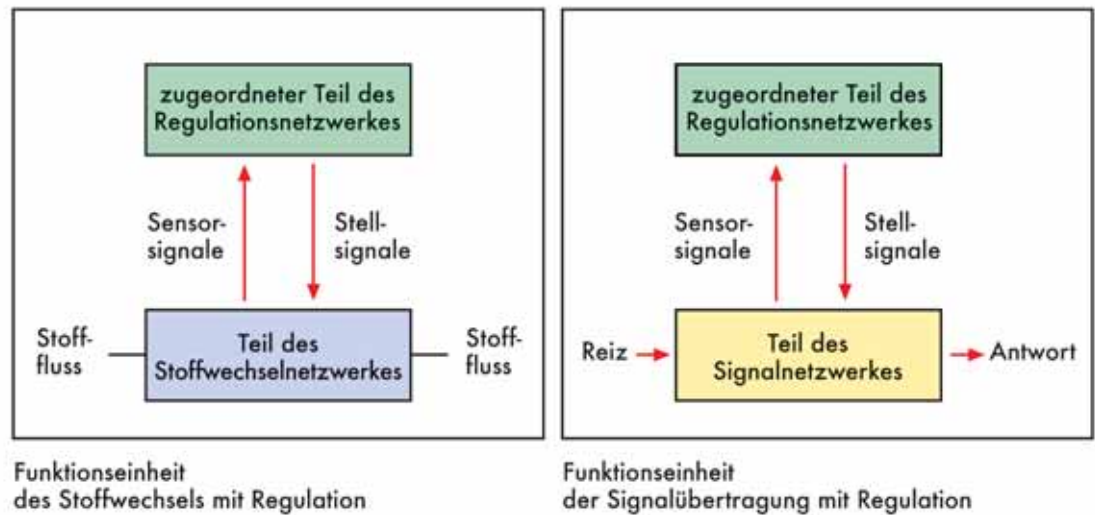 zugeordneter Teil des
Regulationsnetzwerkes
Sensor-
signale
Stell-
signale
Stoff-
fluss
Teil des
Stoffwechselnetzwerkes
Stoff-
fluss
Funktionseinheit
des Stoffwechsels mit Regulation
zugeordneter Teil des
Regulationsnetzwerkes
Sensor-
signale
Stell-
signale
Reiz
Teil des
Signalnetzwerkes
Antwort
Funktionseinheit
der Signalübertragung mit Regulation